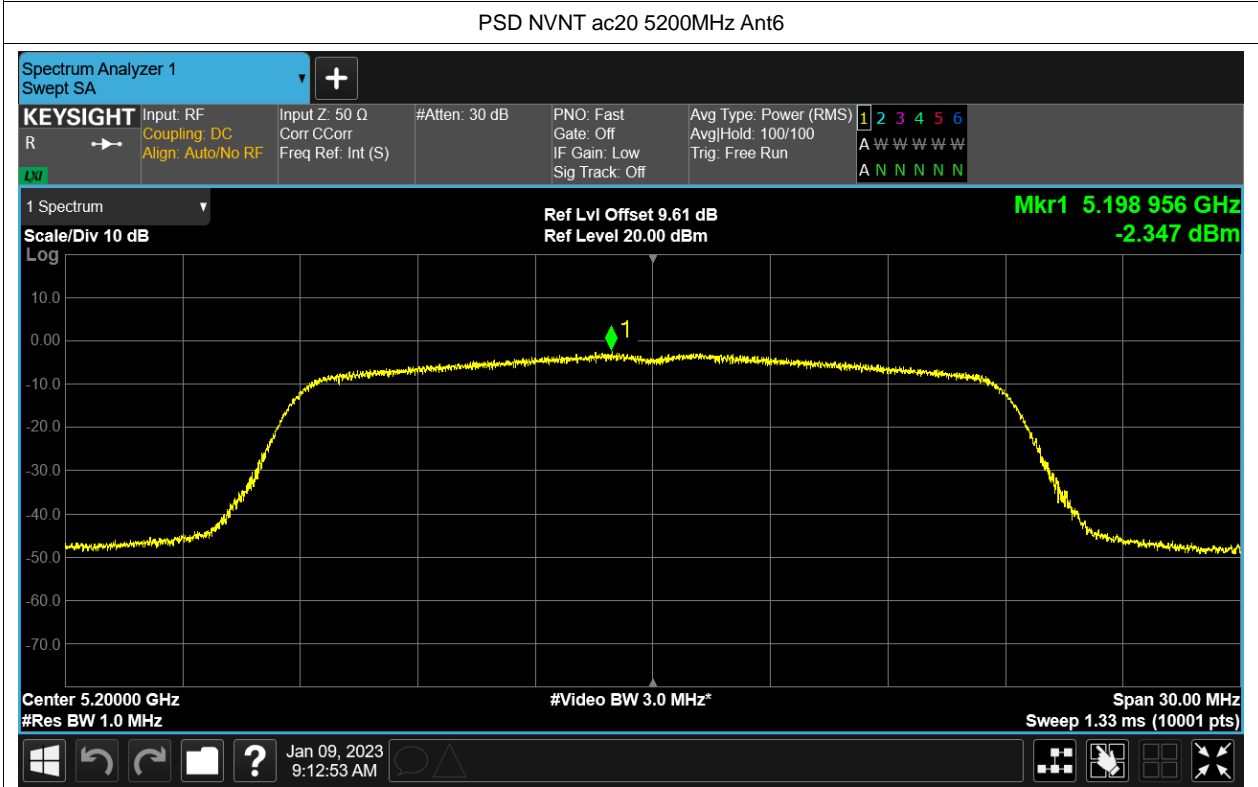 PSD NVNT ac20 5200MHz Ant6
Spectrum Analyzer 1
Swept SA
KEYSIGHT
R
LXI
Input: RF
Coupling: DC
Align: Auto/No RF
Input Z: 50 Ω
Corr CCorr
Freq Ref: Int (S)
#Atten: 30 dB
PNO: Fast
Gate: Off
IF Gain: Low
Sig Track: Off
Avg Type: Power (RMS)
Avg|Hold: 100/100
Trig: Free Run
1 2 3 4 5 6
A W W W W W
A N N N N N
1 Spectrum
Scale/Div 10 dB
Log
Ref Lvl Offset 9.61 dB
Ref Level 20.00 dBm
Mkr1 5.198 956 GHz
-2.347 dBm
1
10.0
0.00
-10.0
-20.0
-30.0
-40.0
-50.0
-60.0
-70.0
Center 5.20000 GHz
#Res BW 1.0 MHz
#Video BW 3.0 MHz*
Span 30.00 MHz
Sweep 1.33 ms (10001 pts)
?
Jan 09, 2023
9:12:53 AM